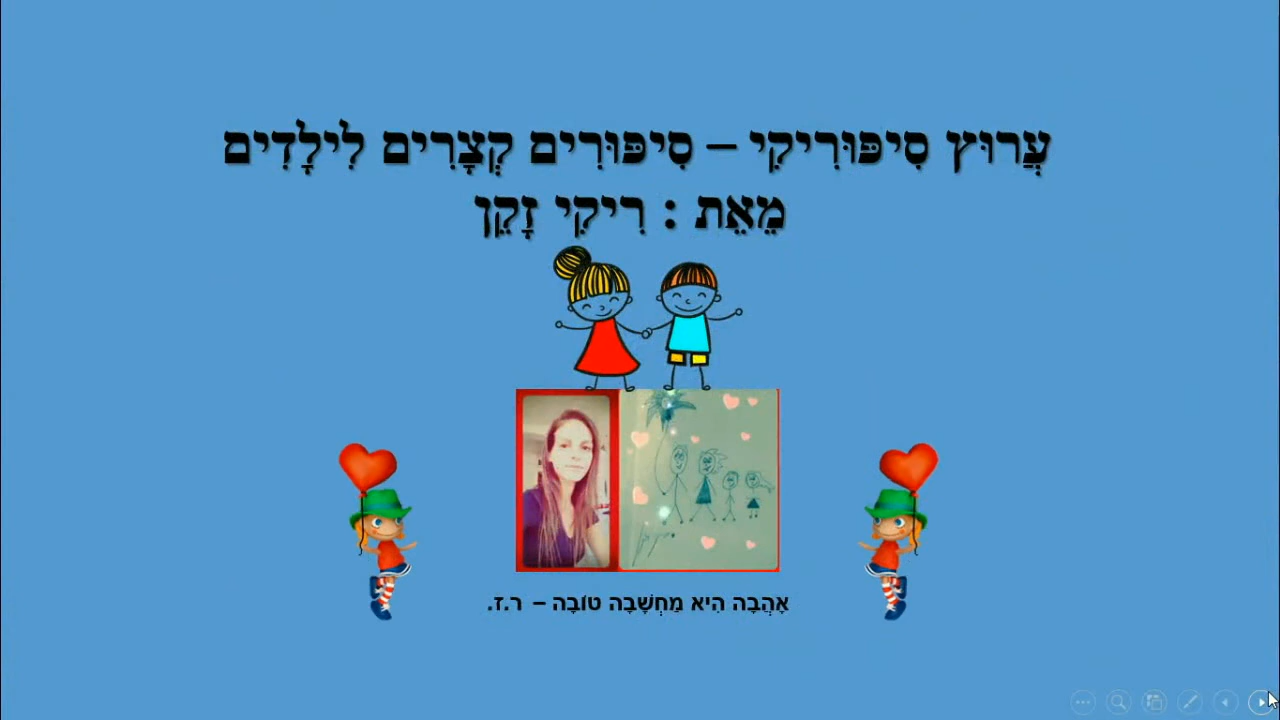 עֲרוּץ סִיפּוּרִיקִי – סִיפּוּרִים קְצָרִים לִילָדִים
מֵאֵת : רִיקִי זָקֵן
אַהֲבָה הִיא מַחְשָׁבָה טוֹבָה – ר.ז.